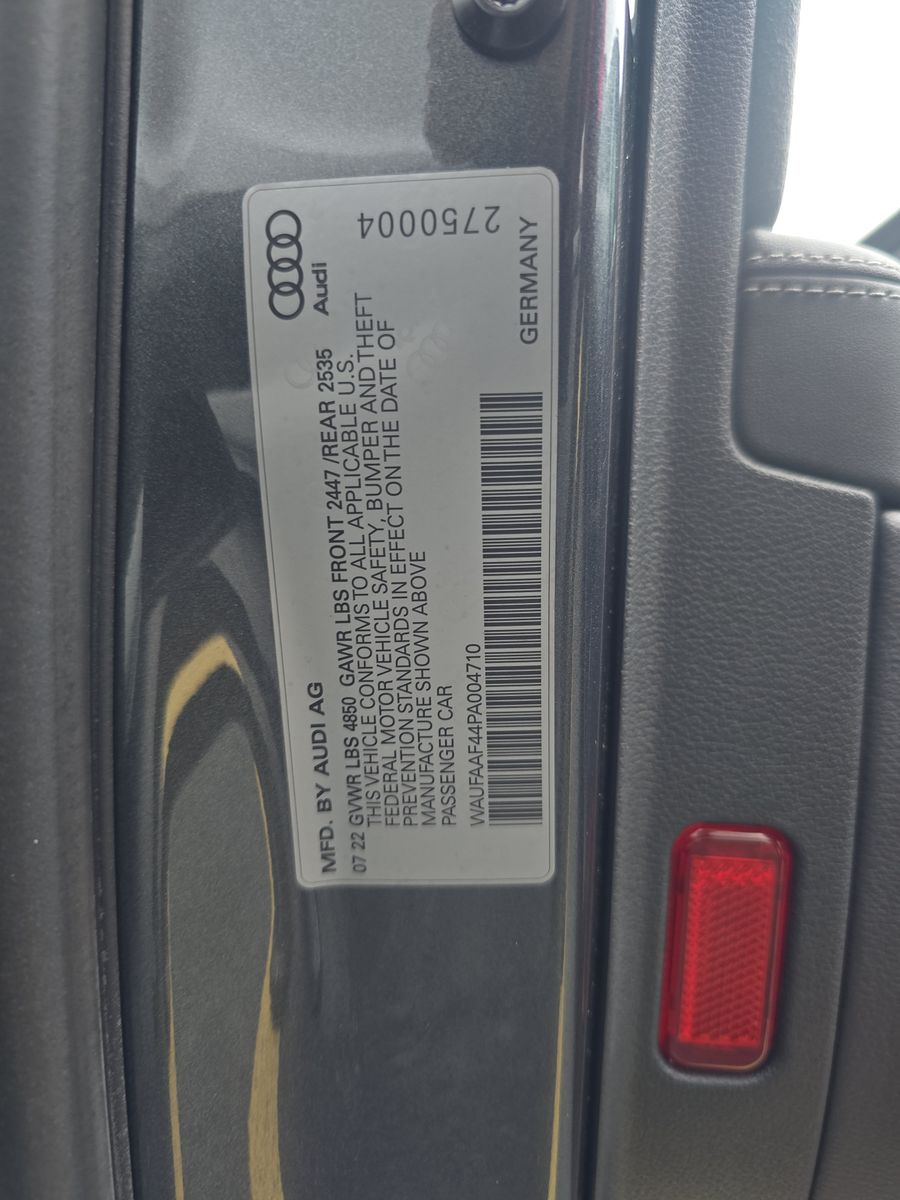 MFD. BY AUDI AG
Audi
07 22 GVWR LBS 4850 GAWR LBS FRONT 2447 /REAR 2535
THIS VEHICLE CONFORMS TO ALL APPLICABLE U.S.
FEDERAL MOTOR VEHICLE SAFETY, BUMPER AND THEFT
PREVENTION STANDARDS IN EFFECT ON THE DATE OF
MANUFACTURE SHOWN ABOVE
PASSENGER CAR
WAUFAAF44PA004710
GERMANY
2750004